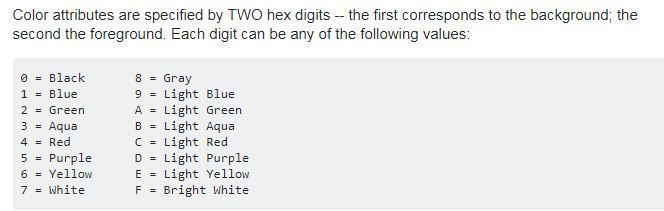 Color attributes are specified by TWO hex digits -- the first corresponds to the background; the
second the foreground. Each digit can be any of the following values:
0 = Black 8 = Gray
1 = Blue 9 = Light Blue
2 = Green A = Light Green
3 = Aqua B = Light Aqua
4 = Red C = Light Red
5 = Purple D = Light Purple
6 = Yellow E = Light Yellow
7 = White F = Bright White